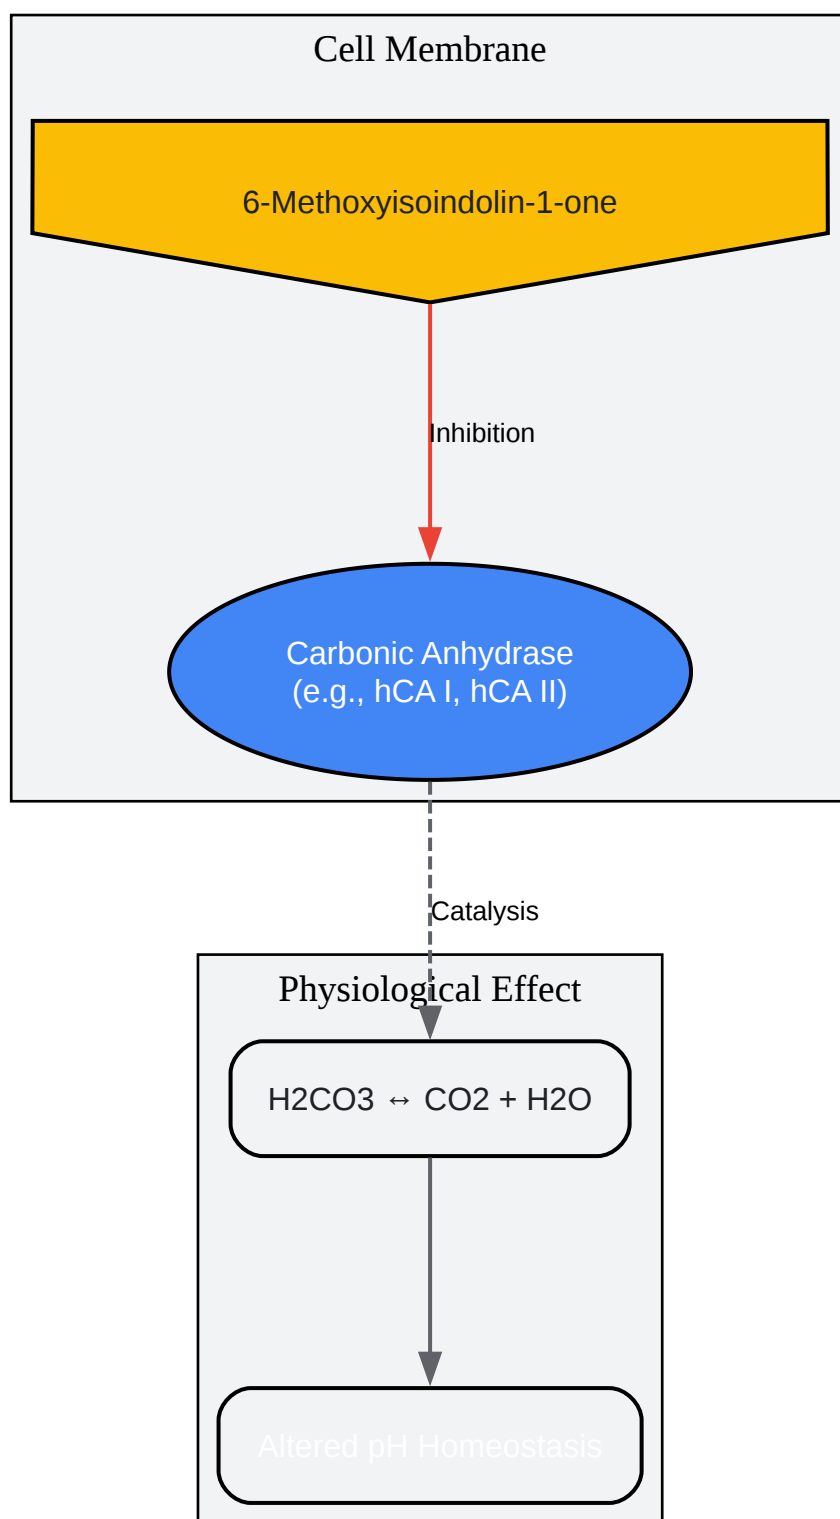 Cell Membrane
6-Methoxyisoindolin-1-one
Inhibition
Carbonic Anhydrase
(e.g., hCA I, hCA II)
Catalysis
Physiological Effect
H2CO3 ↔ CO2 + H2O
Altered pH Homeostasis